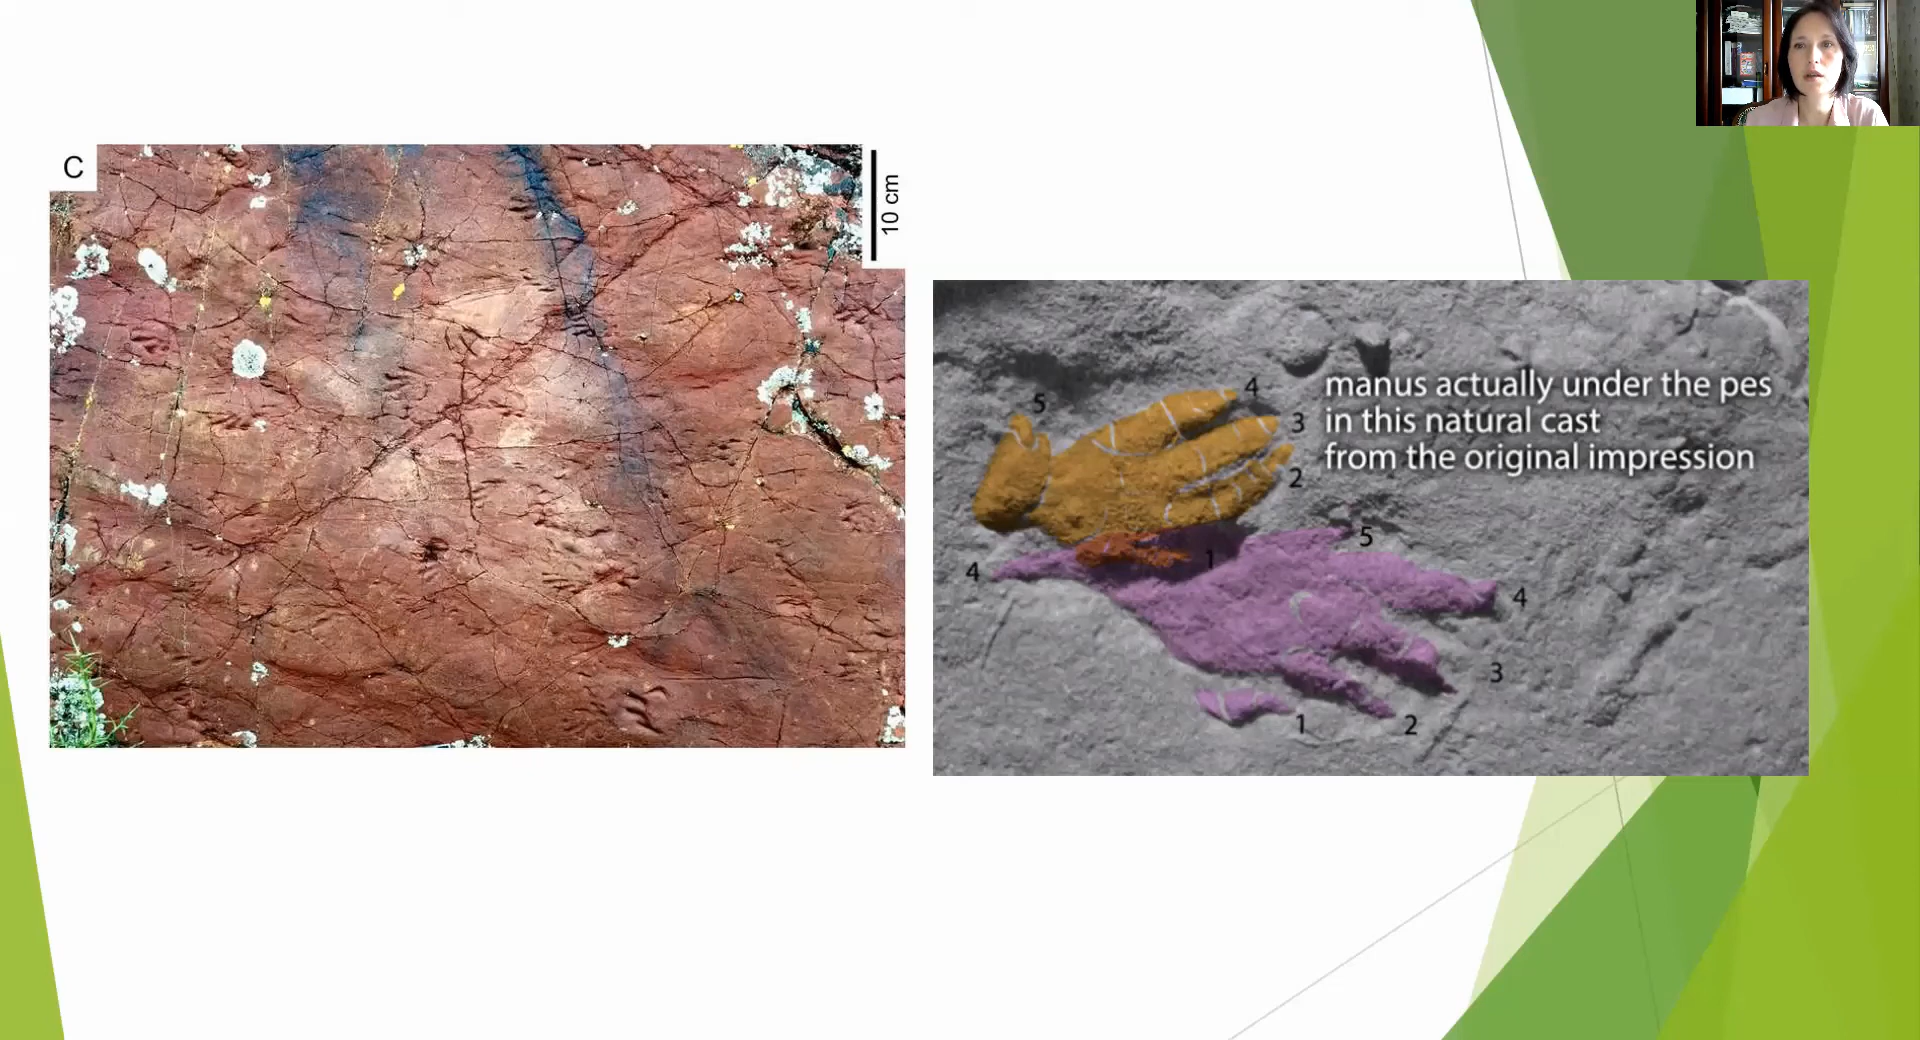 C
10 cm
manus actually under the pes
in this natural cast
from the original impression
5
4
3
2
1
4
5
4
3
1
2